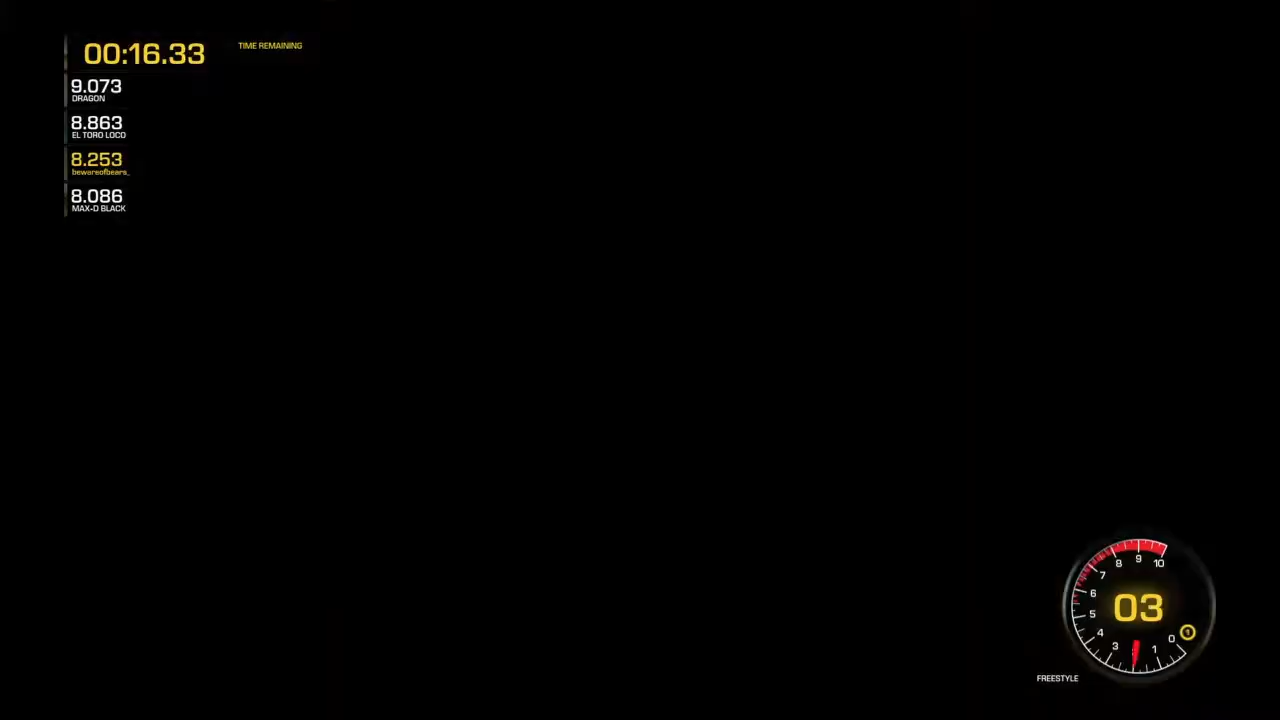 00:16.33 TIME REMAINING
9.073
DRAGON
8.863
EL TORO LOCO
8.253
bewareofbears_
8.086
MAX-D BLACK
10
9
8
7
6
5
4
3
1
0
03
1
FREESTYLE